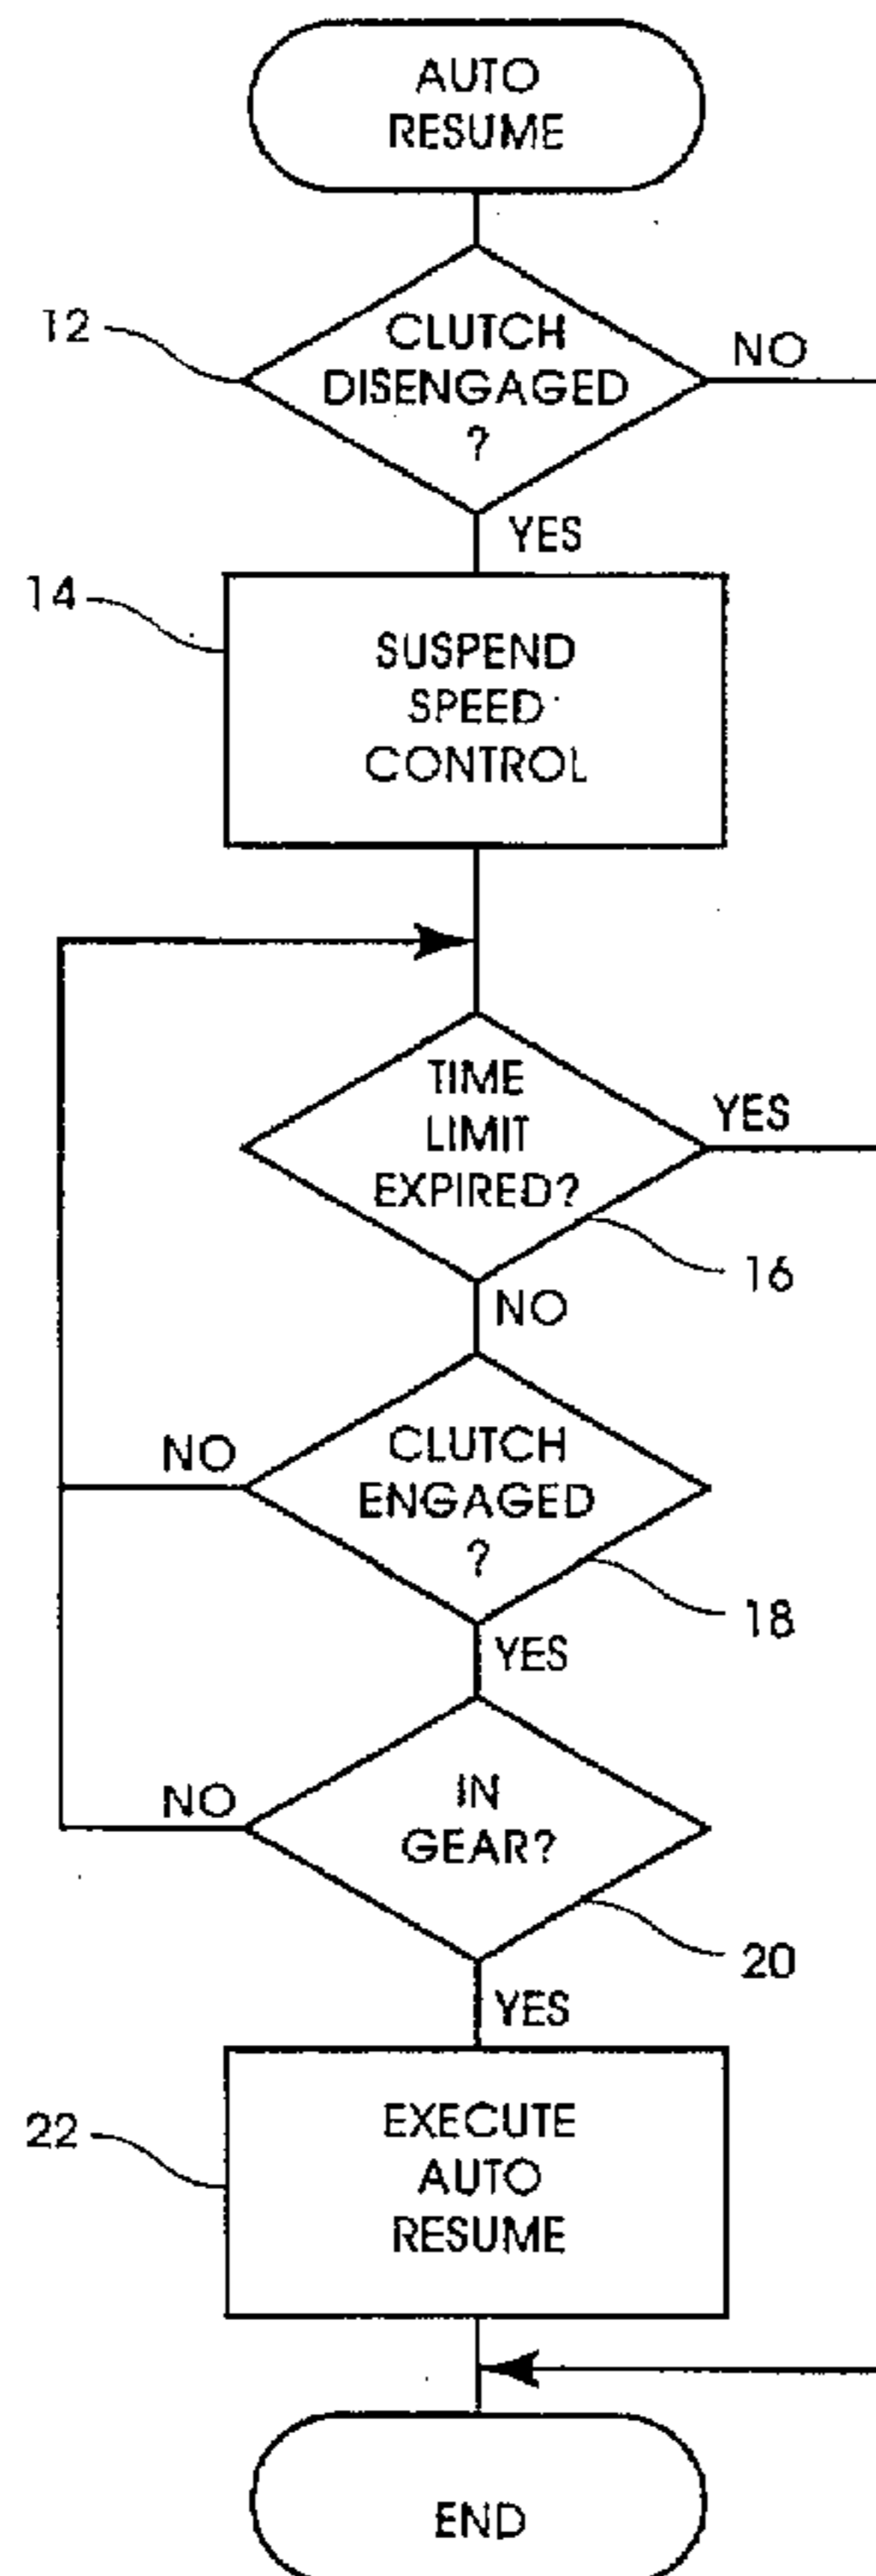 AUTO
RESUME
12
CLUTCH
DISENGAGED
?
NO
YES
14
SUSPEND
SPEED
CONTROL
TIME
LIMIT
EXPIRED?
YES
16
NO
CLUTCH
ENGAGED
?
NO
18
YES
IN
GEAR?
NO
20
YES
22
EXECUTE
AUTO
RESUME
END